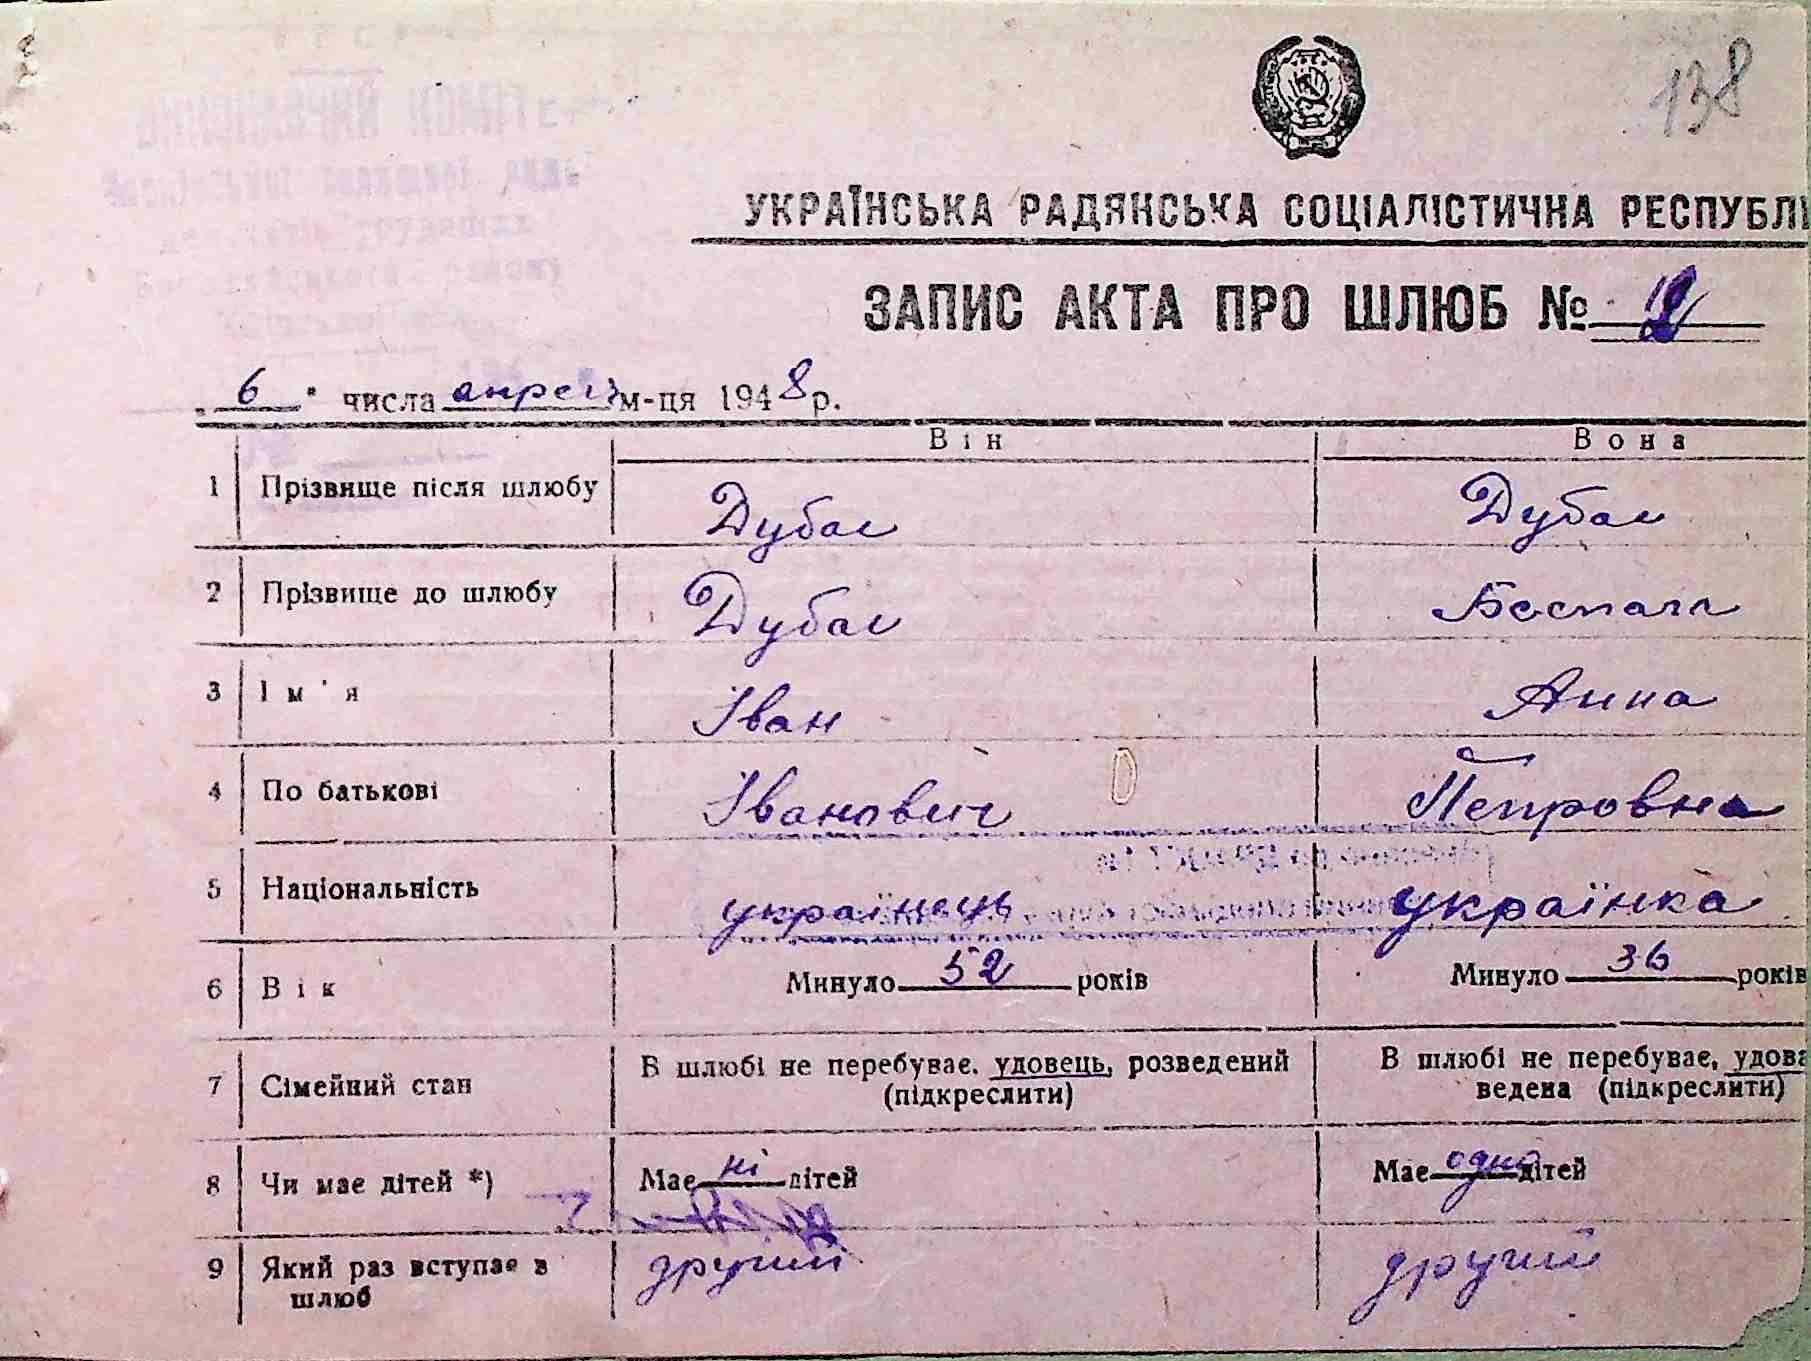 138
УКРАЇНСЬКА РАДЯНСЬКА СОЦІАЛІСТИЧНА РЕСПУБЛІ
ЗАПИС АКТА ПРО ШЛЮБ №
6 числа апреля м-ця 1948 р.
Він Вона
1 Прізвище після шлюбу Дубас Дубас
2 Прізвище до шлюбу Дубас
3 Ім'я Іван Анна
4 По батькові Іванович Петровна
5 Національність українець українка
6 Вік Минуло 52 років Минуло 36 років
7 Сімейний стан В шлюбі не перебуває, удовець, розведений В шлюбі не перебуває, удова
(підкреслити) ведена (підкреслити)
8 Чи має дітей *) Має ні дітей Має одно дітей
9 Який раз вступає в другий другий
шлюб